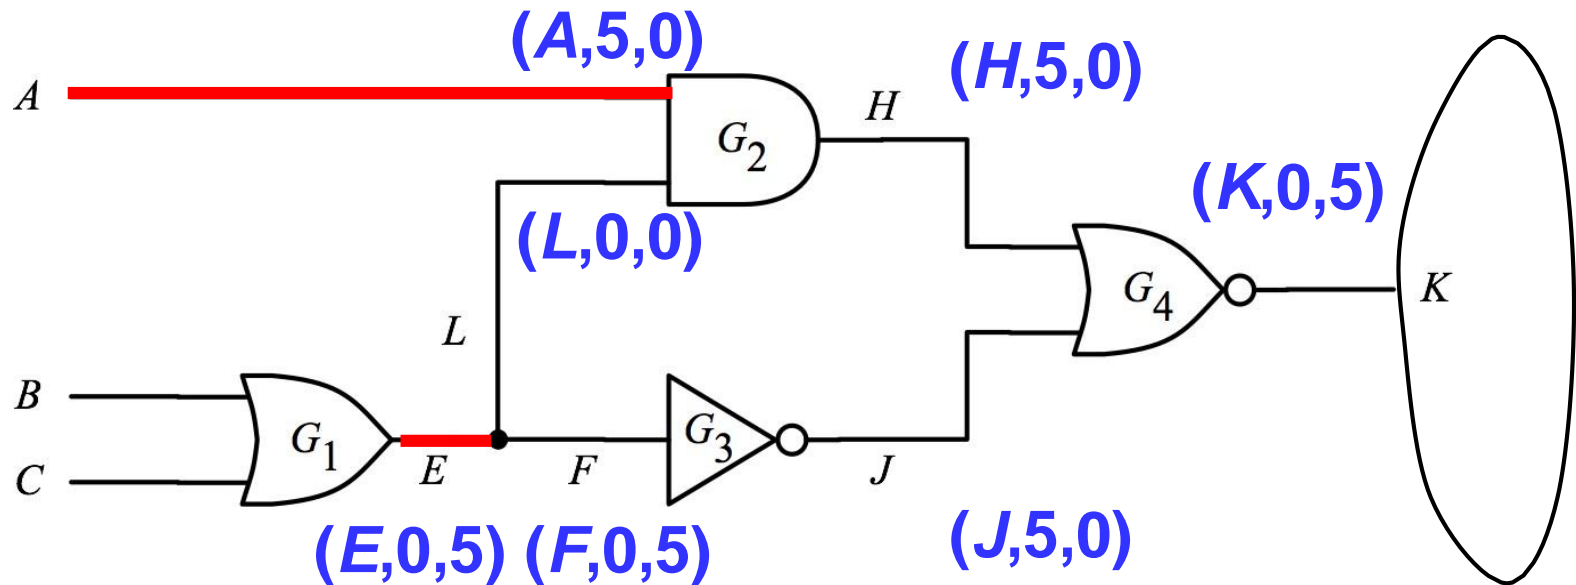 (A,5,0)
(H,5,0)
A
H
G2
(K,0,5)
(L,0,0)
G4
K
L
B
G1
G3
C
E
F
J
(E,0,5) (F,0,5)
(J,5,0)